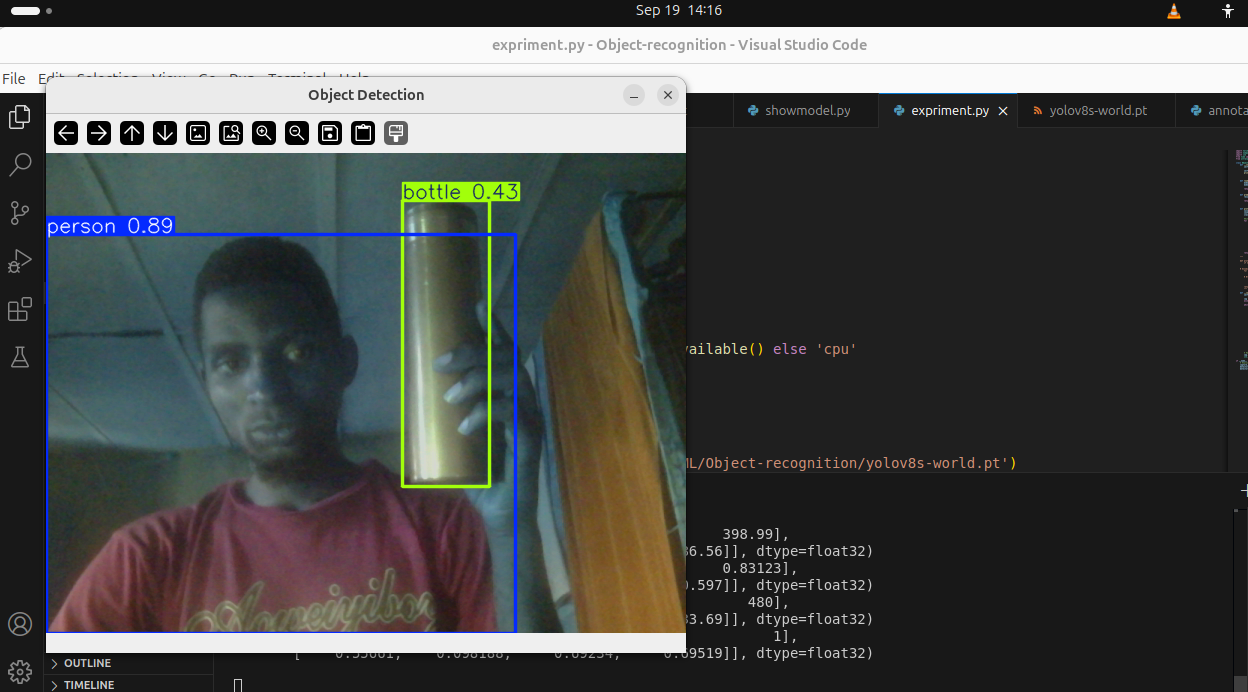 Sep 19 14:16
expriment.py - Object-recognition - Visual Studio Code
File Edit Selection View Go Run Terminal Help
Object Detection
showmodel.py
expriment.py
yolov8s-world.pt
annota
bottle 0.43
person 0.89
vailable() else 'cpu'
ML/Object-recognition/yolov8s-world.pt')
398.99],
36.56]], dtype=float32)
0.83123],
0.597]], dtype=float32)
480],
33.69]], dtype=float32)
1],
[ 0.55661, 0.098188, 0.69234, 0.69519]], dtype=float32)
OUTLINE
TIMELINE